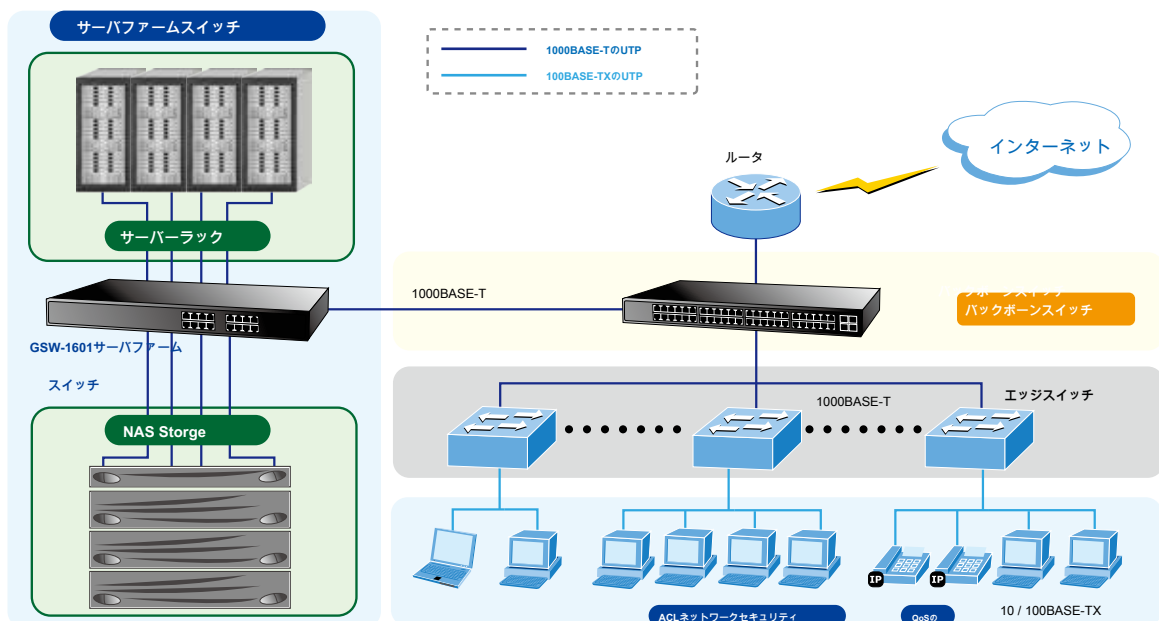 サーバファームスイッチ
1000BASE-TのUTP
100BASE-TXのUTP
インターネット
ルータ
サーバーラック
1000BASE-T
バックボーンスイッチ
GSW-1601サーバファーム
スイッチ
エッジスイッチ
1000BASE-T
NAS Storge
IP
IP
ACLネットワークセキュリティ
QoSの
10 / 100BASE-TX